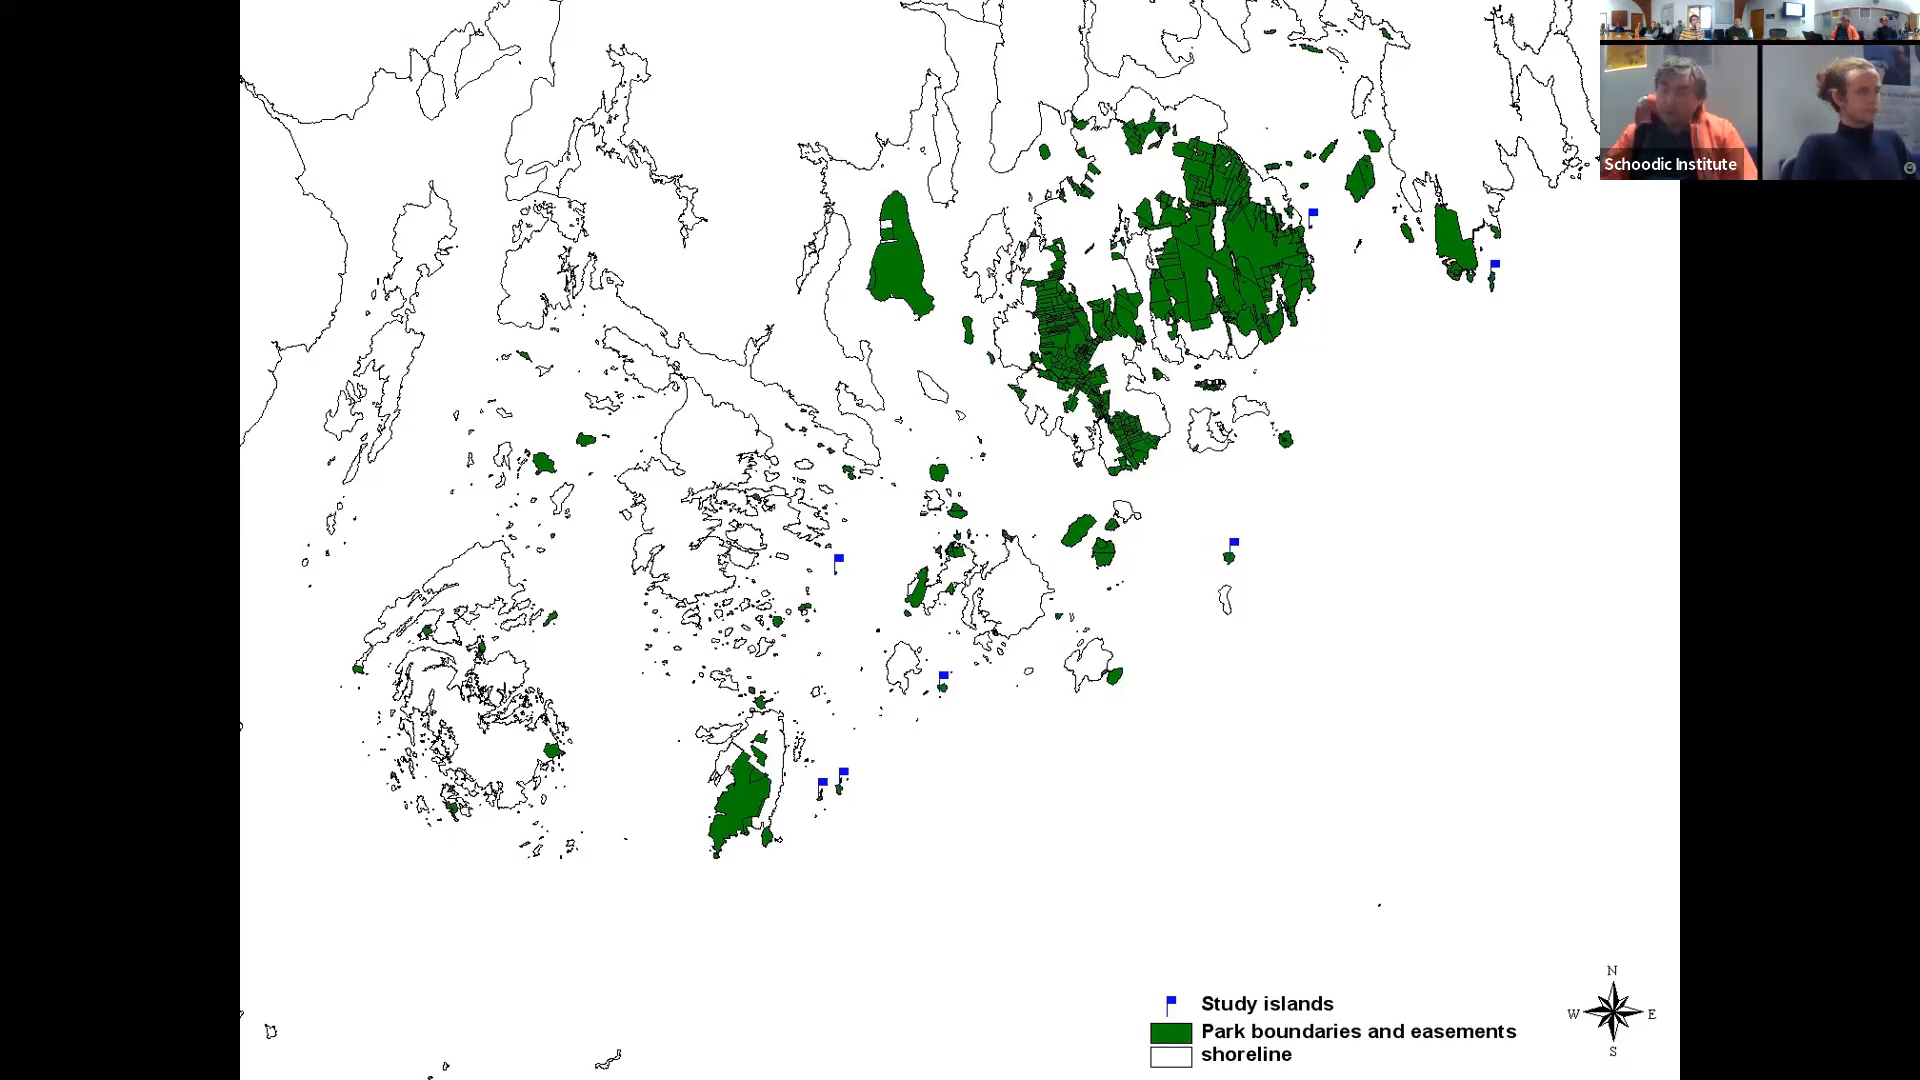 Schoodic Institute
N
W E
S
Study islands
Park boundaries and easements
shoreline